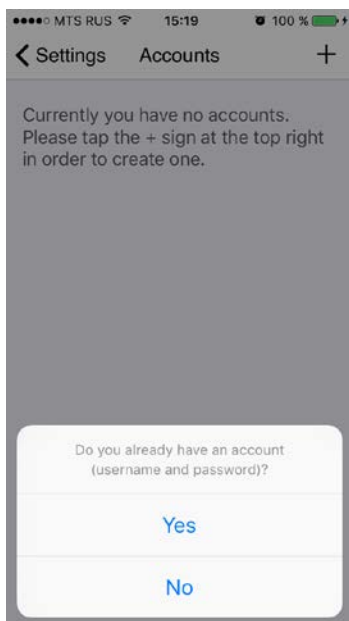 MTS RUS 15:19 100 %
Settings Accounts +
Currently you have no accounts.
Please tap the + sign at the top right
in order to create one.
Do you already have an account
(username and password)?
Yes
No